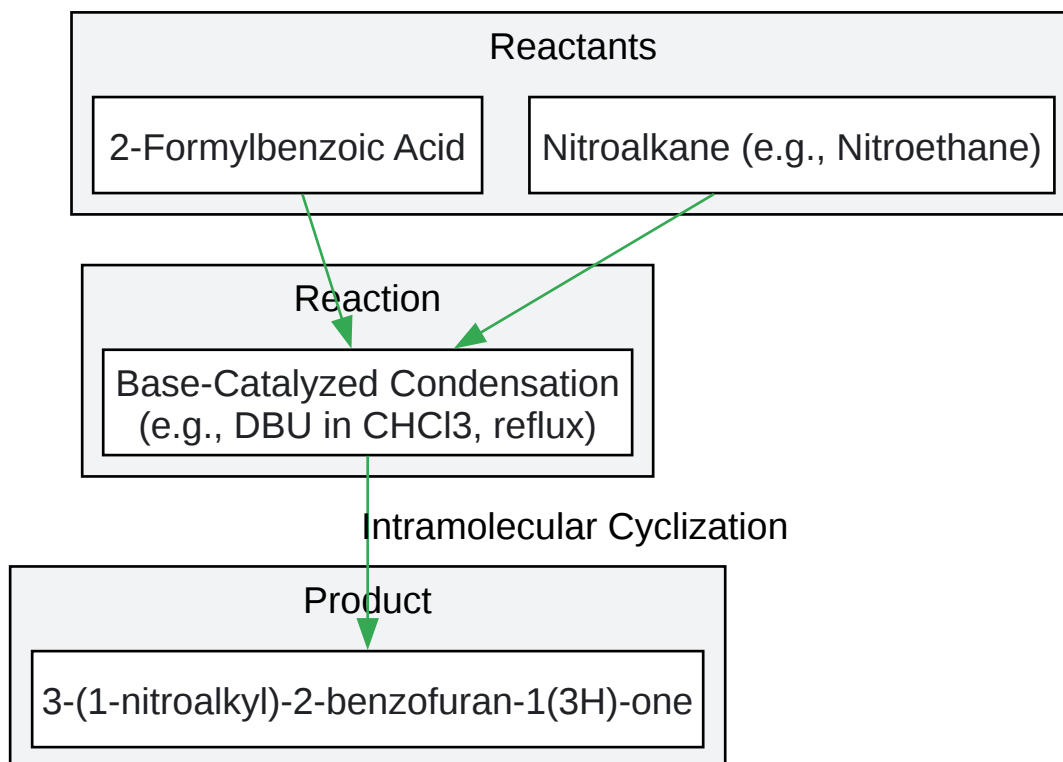 Reactants
2-Formylbenzoic Acid
Nitroalkane (e.g., Nitroethane)
Reaction
Base-Catalyzed Condensation
(e.g., DBU in CHCl3, reflux)
Intramolecular Cyclization
Product
3-(1-nitroalkyl)-2-benzofuran-1(3H)-one